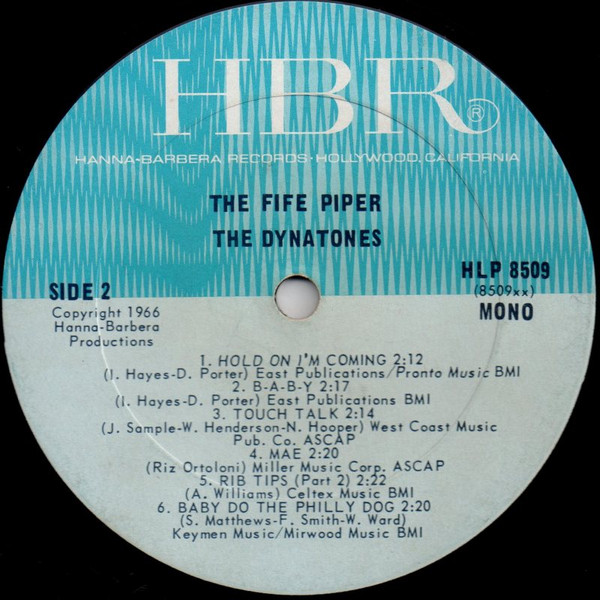 HBR®
HANNA-BARBERA RECORDS · HOLLYWOOD, CALIFORNIA
THE FIFE PIPER
THE DYNATONES
HLP 8509
SIDE 2
(8509xx)
Copyright 1966
MONO
Hanna-Barbera
Productions
1. HOLD ON I'M COMING 2:12
(I. Hayes-D. Porter) East Publications/Pronto Music BMI
2. B-A-B-Y 2:17
(I. Hayes-D. Porter) East Publications BMI
3. TOUCH TALK 2:14
(J. Sample-W. Henderson-N. Hooper) West Coast Music
Pub. Co. ASCAP
4. MAE 2:20
(Riz Ortoloni) Miller Music Corp. ASCAP
5. RIB TIPS (Part 2) 2:22
(A. Williams) Celtex Music BMI
6. BABY DO THE PHILLY DOG 2:20
(S. Matthews-F. Smith-W. Ward)
Keymen Music/Mirwood Music BMI